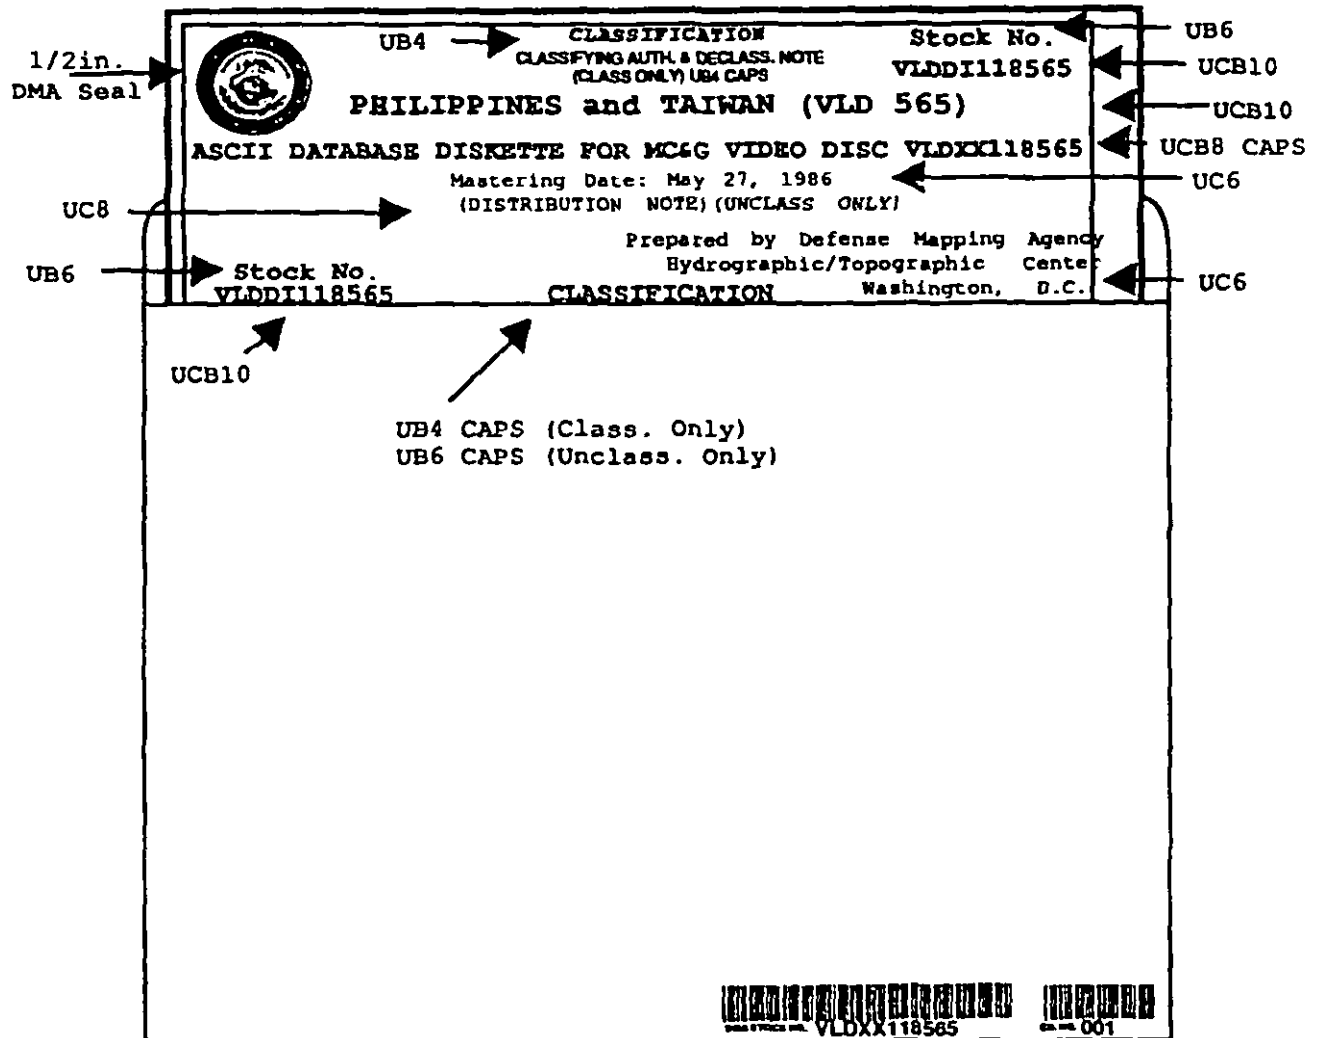 UB4
CLASSIFICATION
CLASSIFYING AUTH. & DECLASS. NOTE
(CLASS ONLY) UB4 CAPS
Stock No.
VLDDI118565
UB6
UCB10
1/2in.
DMA Seal
PHILIPPINES and TAIWAN (VLD 565)
UCB10
ASCII DATABASE DISKETTE FOR MC&G VIDEO DISC VLDXX118565
UCB8 CAPS
Mastering Date: May 27, 1986
UC6
(DISTRIBUTION NOTE) (UNCLASS ONLY)
UC8
Prepared by Defense Mapping Agency
Hydrographic/Topographic Center
Washington, D.C.
UC6
UB6
Stock No.
VLDDI118565
CLASSIFICATION
UCB10
UB4 CAPS (Class. Only)
UB6 CAPS (Unclass. Only)
VLDXX118565
001